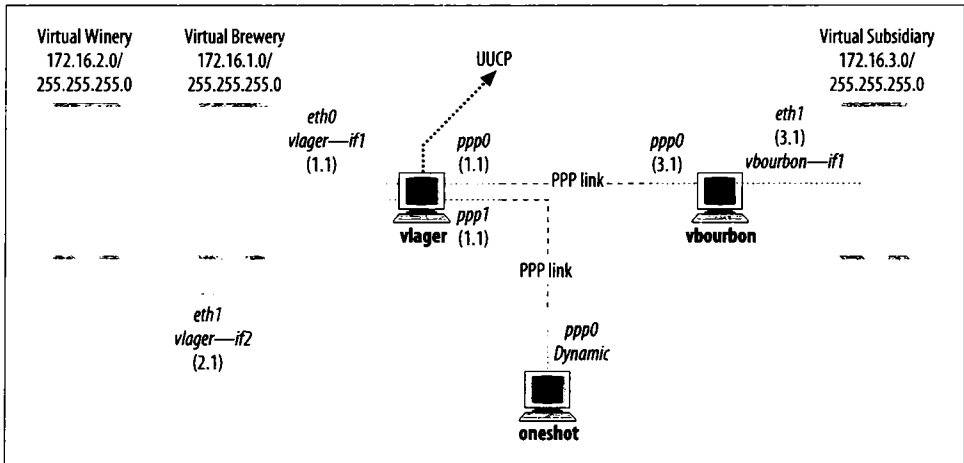 Virtual Winery
172.16.2.0/
255.255.255.0
Virtual Brewery
172.16.1.0/
255.255.255.0
UUCP
Virtual Subsidiary
172.16.3.0/
255.255.255.0
eth0
vlager—if1
(1.1)
ppp0
(1.1)
PPP link
ppp0
(3.1)
eth1
(3.1)
vbourbon—if1
vlager
ppp1
(1.1)
vbourbon
PPP link
eth1
vlager—if2
(2.1)
ppp0
Dynamic
oneshot